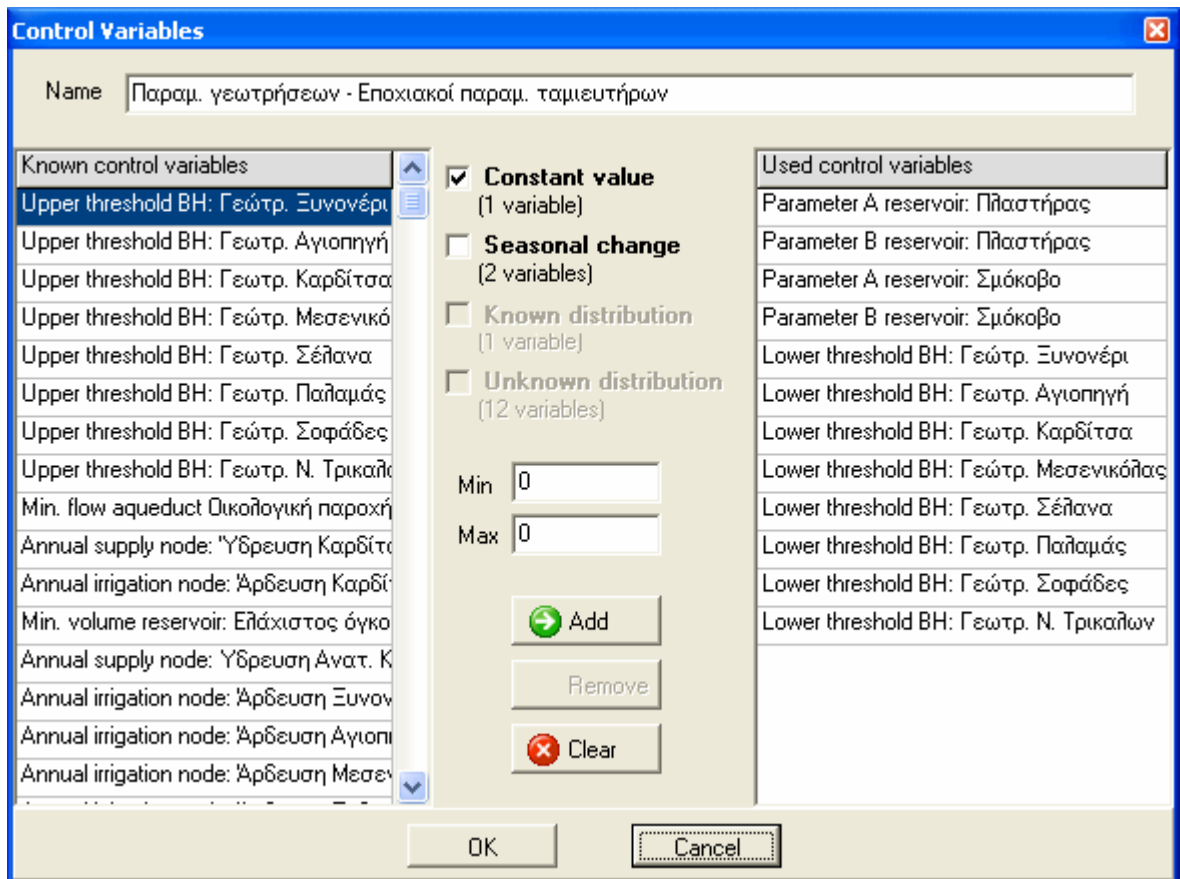 Control Variables
Name Παραμ. γεωτρήσεων - Εποχιακοί παραμ. ταμιευτήρων
Known control variables
Upper threshold BH: Γεώτρ. Ξυνονέρι
Upper threshold BH: Γεωτρ. Αγιοπηγή
Upper threshold BH: Γεώτρ. Καρδίτσα
Upper threshold BH: Γεώτρ. Μεσενικό
Upper threshold BH: Γεωτρ. Σέλανα
Upper threshold BH: Γεωτρ. Παλαμάς
Upper threshold BH: Γεώτρ. Σοφάδες
Upper threshold BH: Γεωτρ. Ν. Τρικαλ
Min. flow aqueduct Οικολογική παροχή
Annual supply node: Ύδρευση Καρδίτ
Annual irrigation node: Άρδευση Καρδί
Min. volume reservoir: Ελάχιστος όγκο
Annual supply node: Υδρευση Ανατ. Κ
Annual irrigation node: Άρδευση Ξυνον
Annual irrigation node: Άρδευση Αγιοπ
Annual irrigation node: Άρδευση Μεσεν
Constant value
(1 variable)
Seasonal change
(2 variables)
Known distribution
(1 variable)
Unknown distribution
(12 variables)
Min 0
Max 0
Add
Remove
Clear
Used control variables
Parameter A reservoir: Πλαστήρας
Parameter B reservoir: Πλαστήρας
Parameter A reservoir: Σμόκοβο
Parameter B reservoir: Σμόκοβο
Lower threshold BH: Γεώτρ. Ξυνονέρι
Lower threshold BH: Γεωτρ. Αγιοπηγή
Lower threshold BH: Γεώτρ. Καρδίτσα
Lower threshold BH: Γεώτρ. Μεσενικόλας
Lower threshold BH: Γεωτρ. Σέλανα
Lower threshold BH: Γεωτρ. Παλαμάς
Lower threshold BH: Γεώτρ. Σοφάδες
Lower threshold BH: Γεωτρ. Ν. Τρικαλων
OK
Cancel